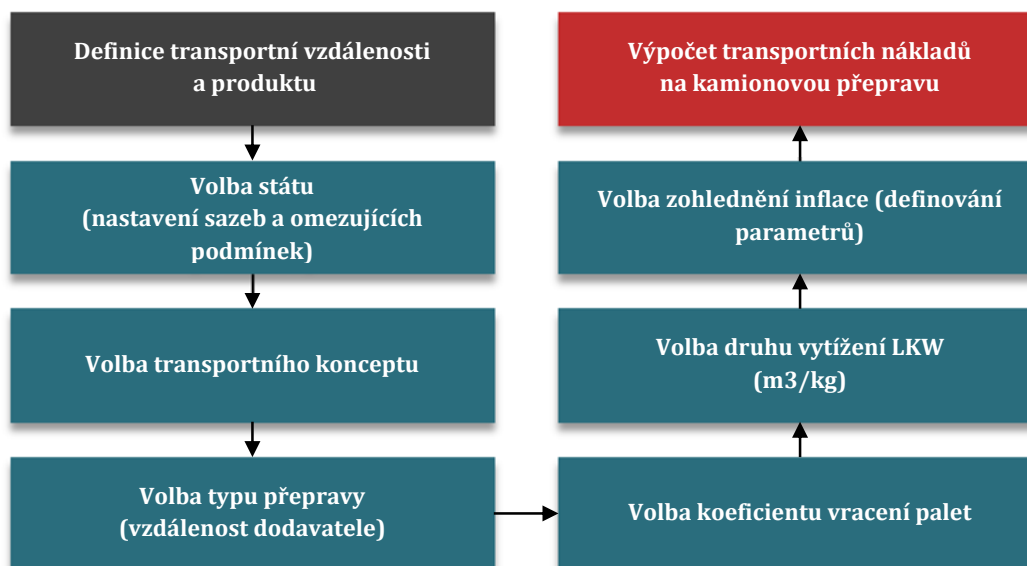 Definice transportní vzdálenosti
a produktu
Volba státu
(nastavení sazeb a omezujících
podmínek)
Volba transportního konceptu
Volba typu přepravy
(vzdálenost dodavatele)
Volba koeficientu vracení palet
Volba druhu vytížení LKW
(m3/kg)
Volba zohlednění inflace (definování
parametrů)
Výpočet transportních nákladů
na kamionovou přepravu